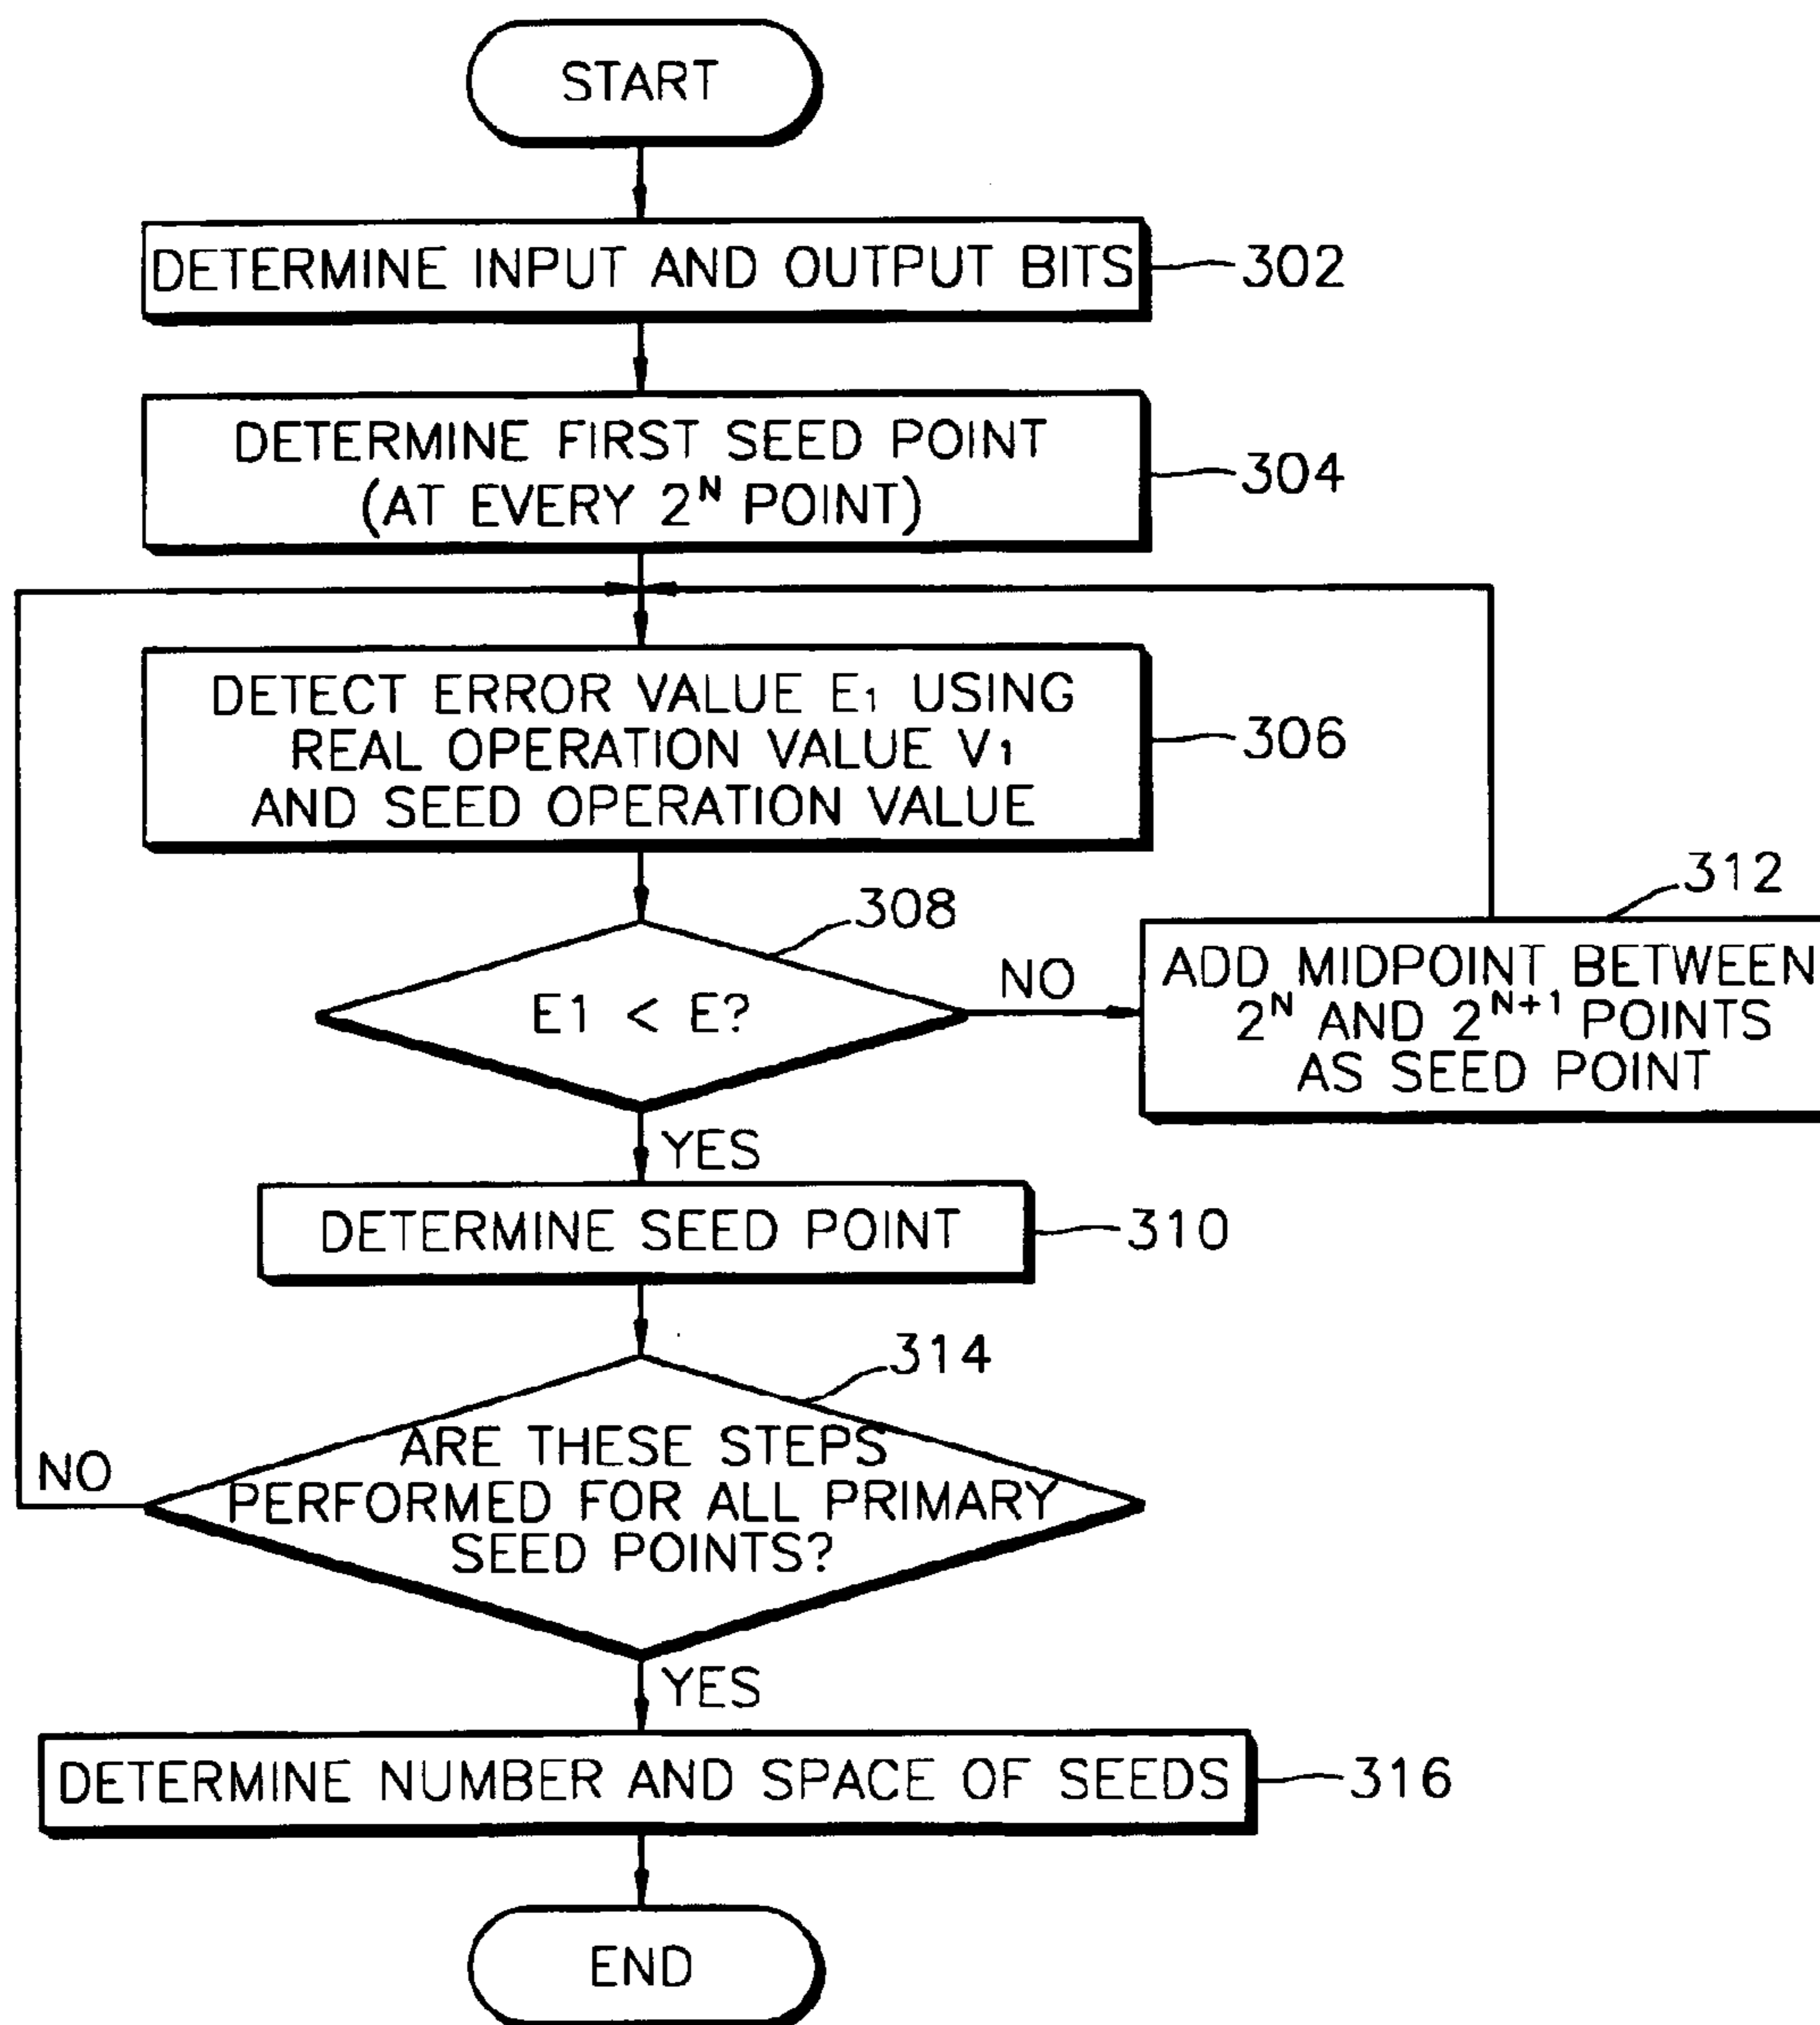 START
DETERMINE INPUT AND OUTPUT BITS
302
DETERMINE FIRST SEED POINT
(AT EVERY 2^N POINT)
304
DETECT ERROR VALUE E₁ USING
REAL OPERATION VALUE V₁
AND SEED OPERATION VALUE
306
308
E1 < E?
NO
312
ADD MIDPOINT BETWEEN
2^N AND 2^N+1 POINTS
AS SEED POINT
YES
DETERMINE SEED POINT
310
314
ARE THESE STEPS
PERFORMED FOR ALL PRIMARY
SEED POINTS?
NO
YES
DETERMINE NUMBER AND SPACE OF SEEDS
316
END